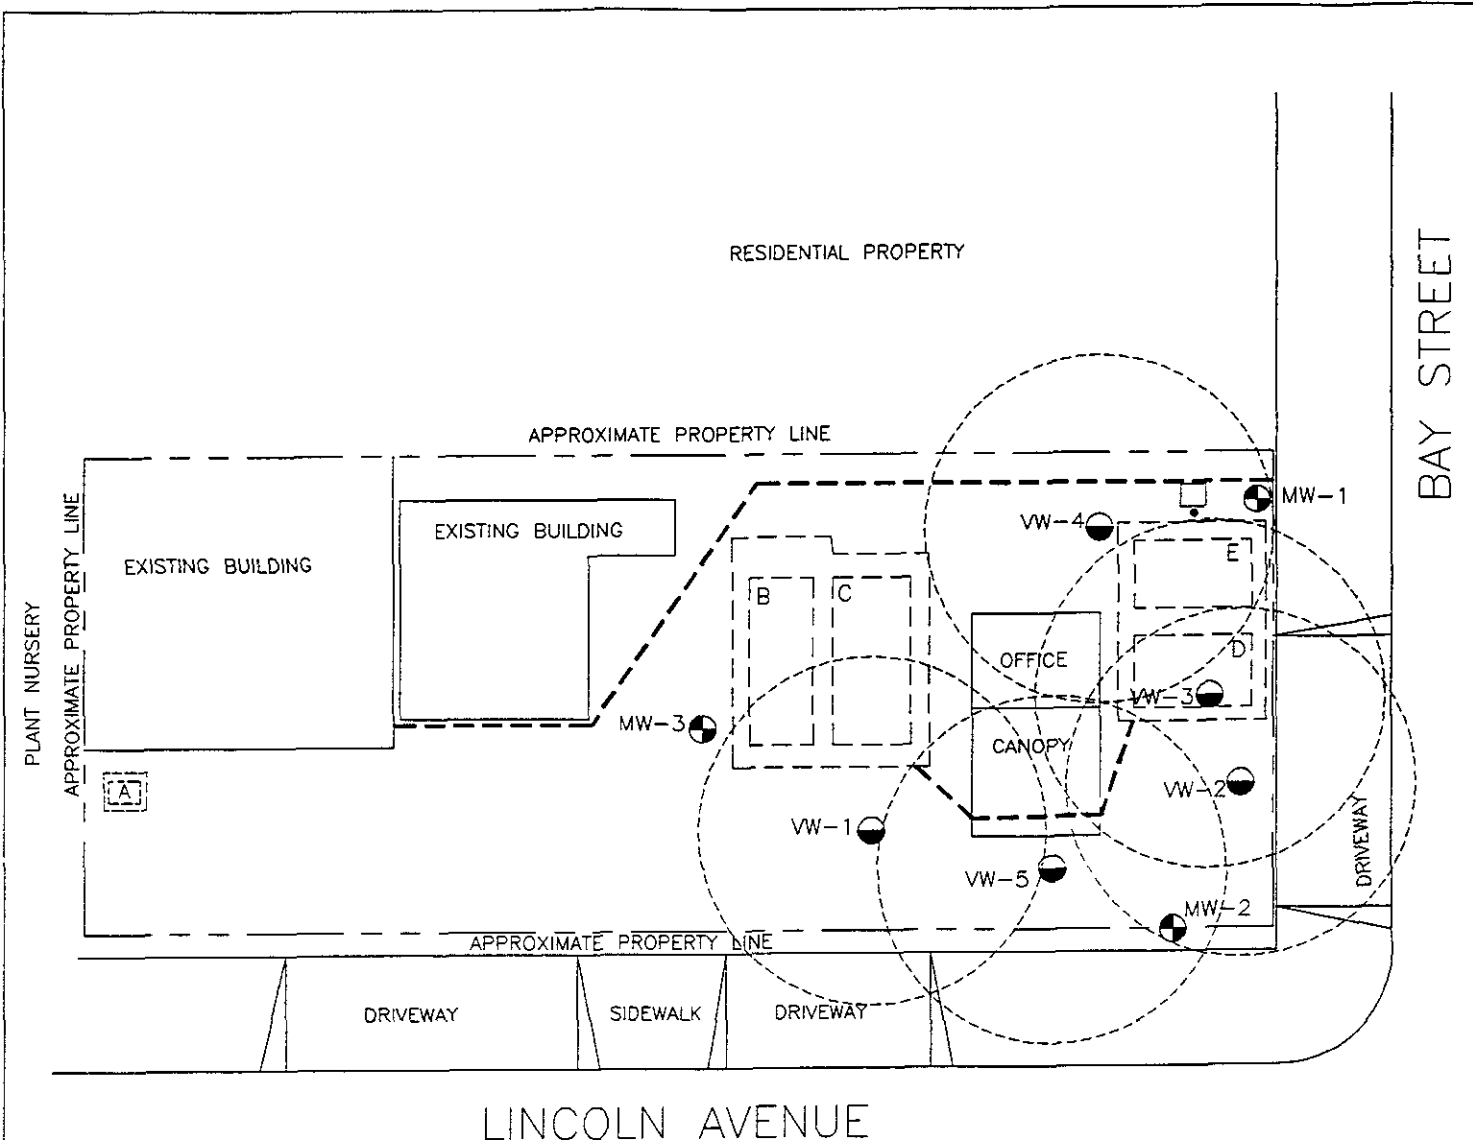 RESIDENTIAL PROPERTY
BAY STREET
APPROXIMATE PROPERTY LINE
MW-1
VW-4
EXISTING BUILDING
EXISTING BUILDING
E
B
C
PLANT NURSERY
APPROXIMATE PROPERTY LINE
OFFICE
D
VW-3
MW-3
CANOPY
A
VW-2
VW-1
DRIVEWAY
VW-5
MW-2
APPROXIMATE PROPERTY LINE
DRIVEWAY
SIDEWALK
DRIVEWAY
LINCOLN AVENUE